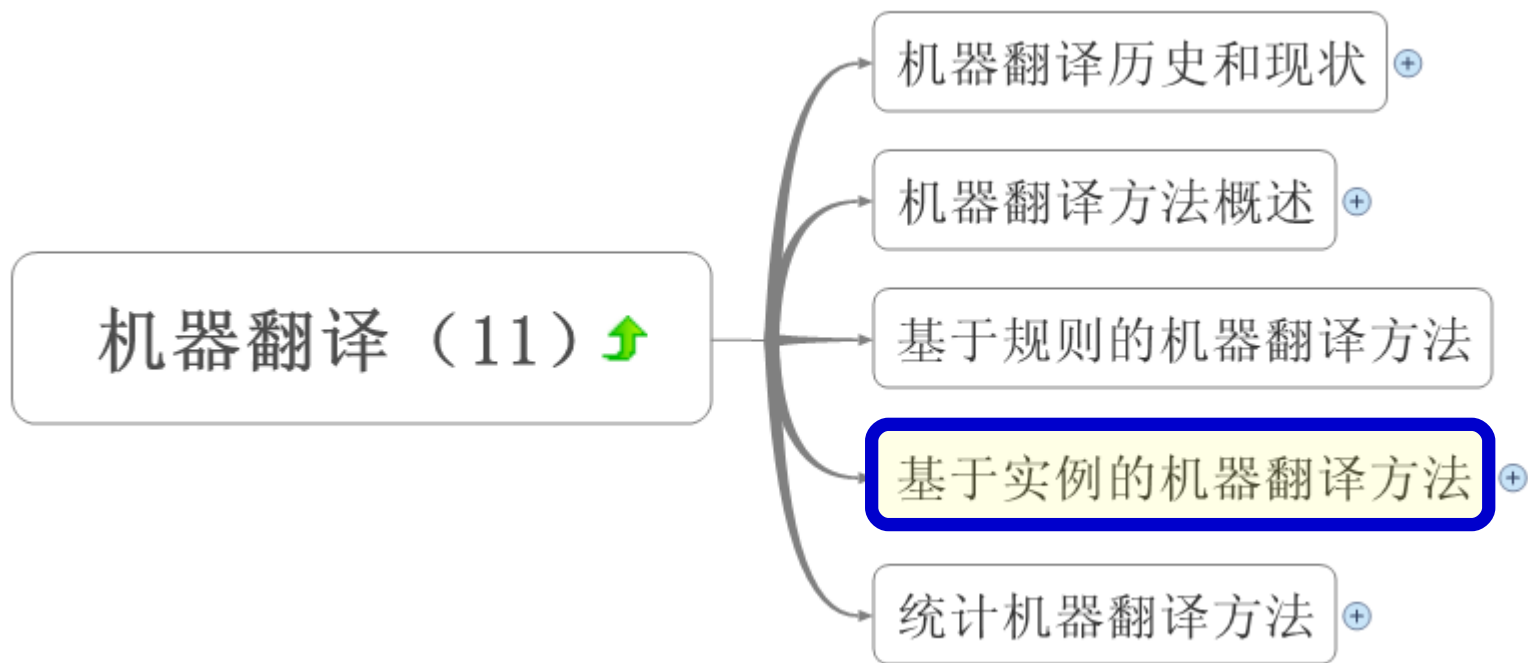 机器翻译（11）
机器翻译历史和现状
机器翻译方法概述
基于规则的机器翻译方法
基于实例的机器翻译方法
统计机器翻译方法